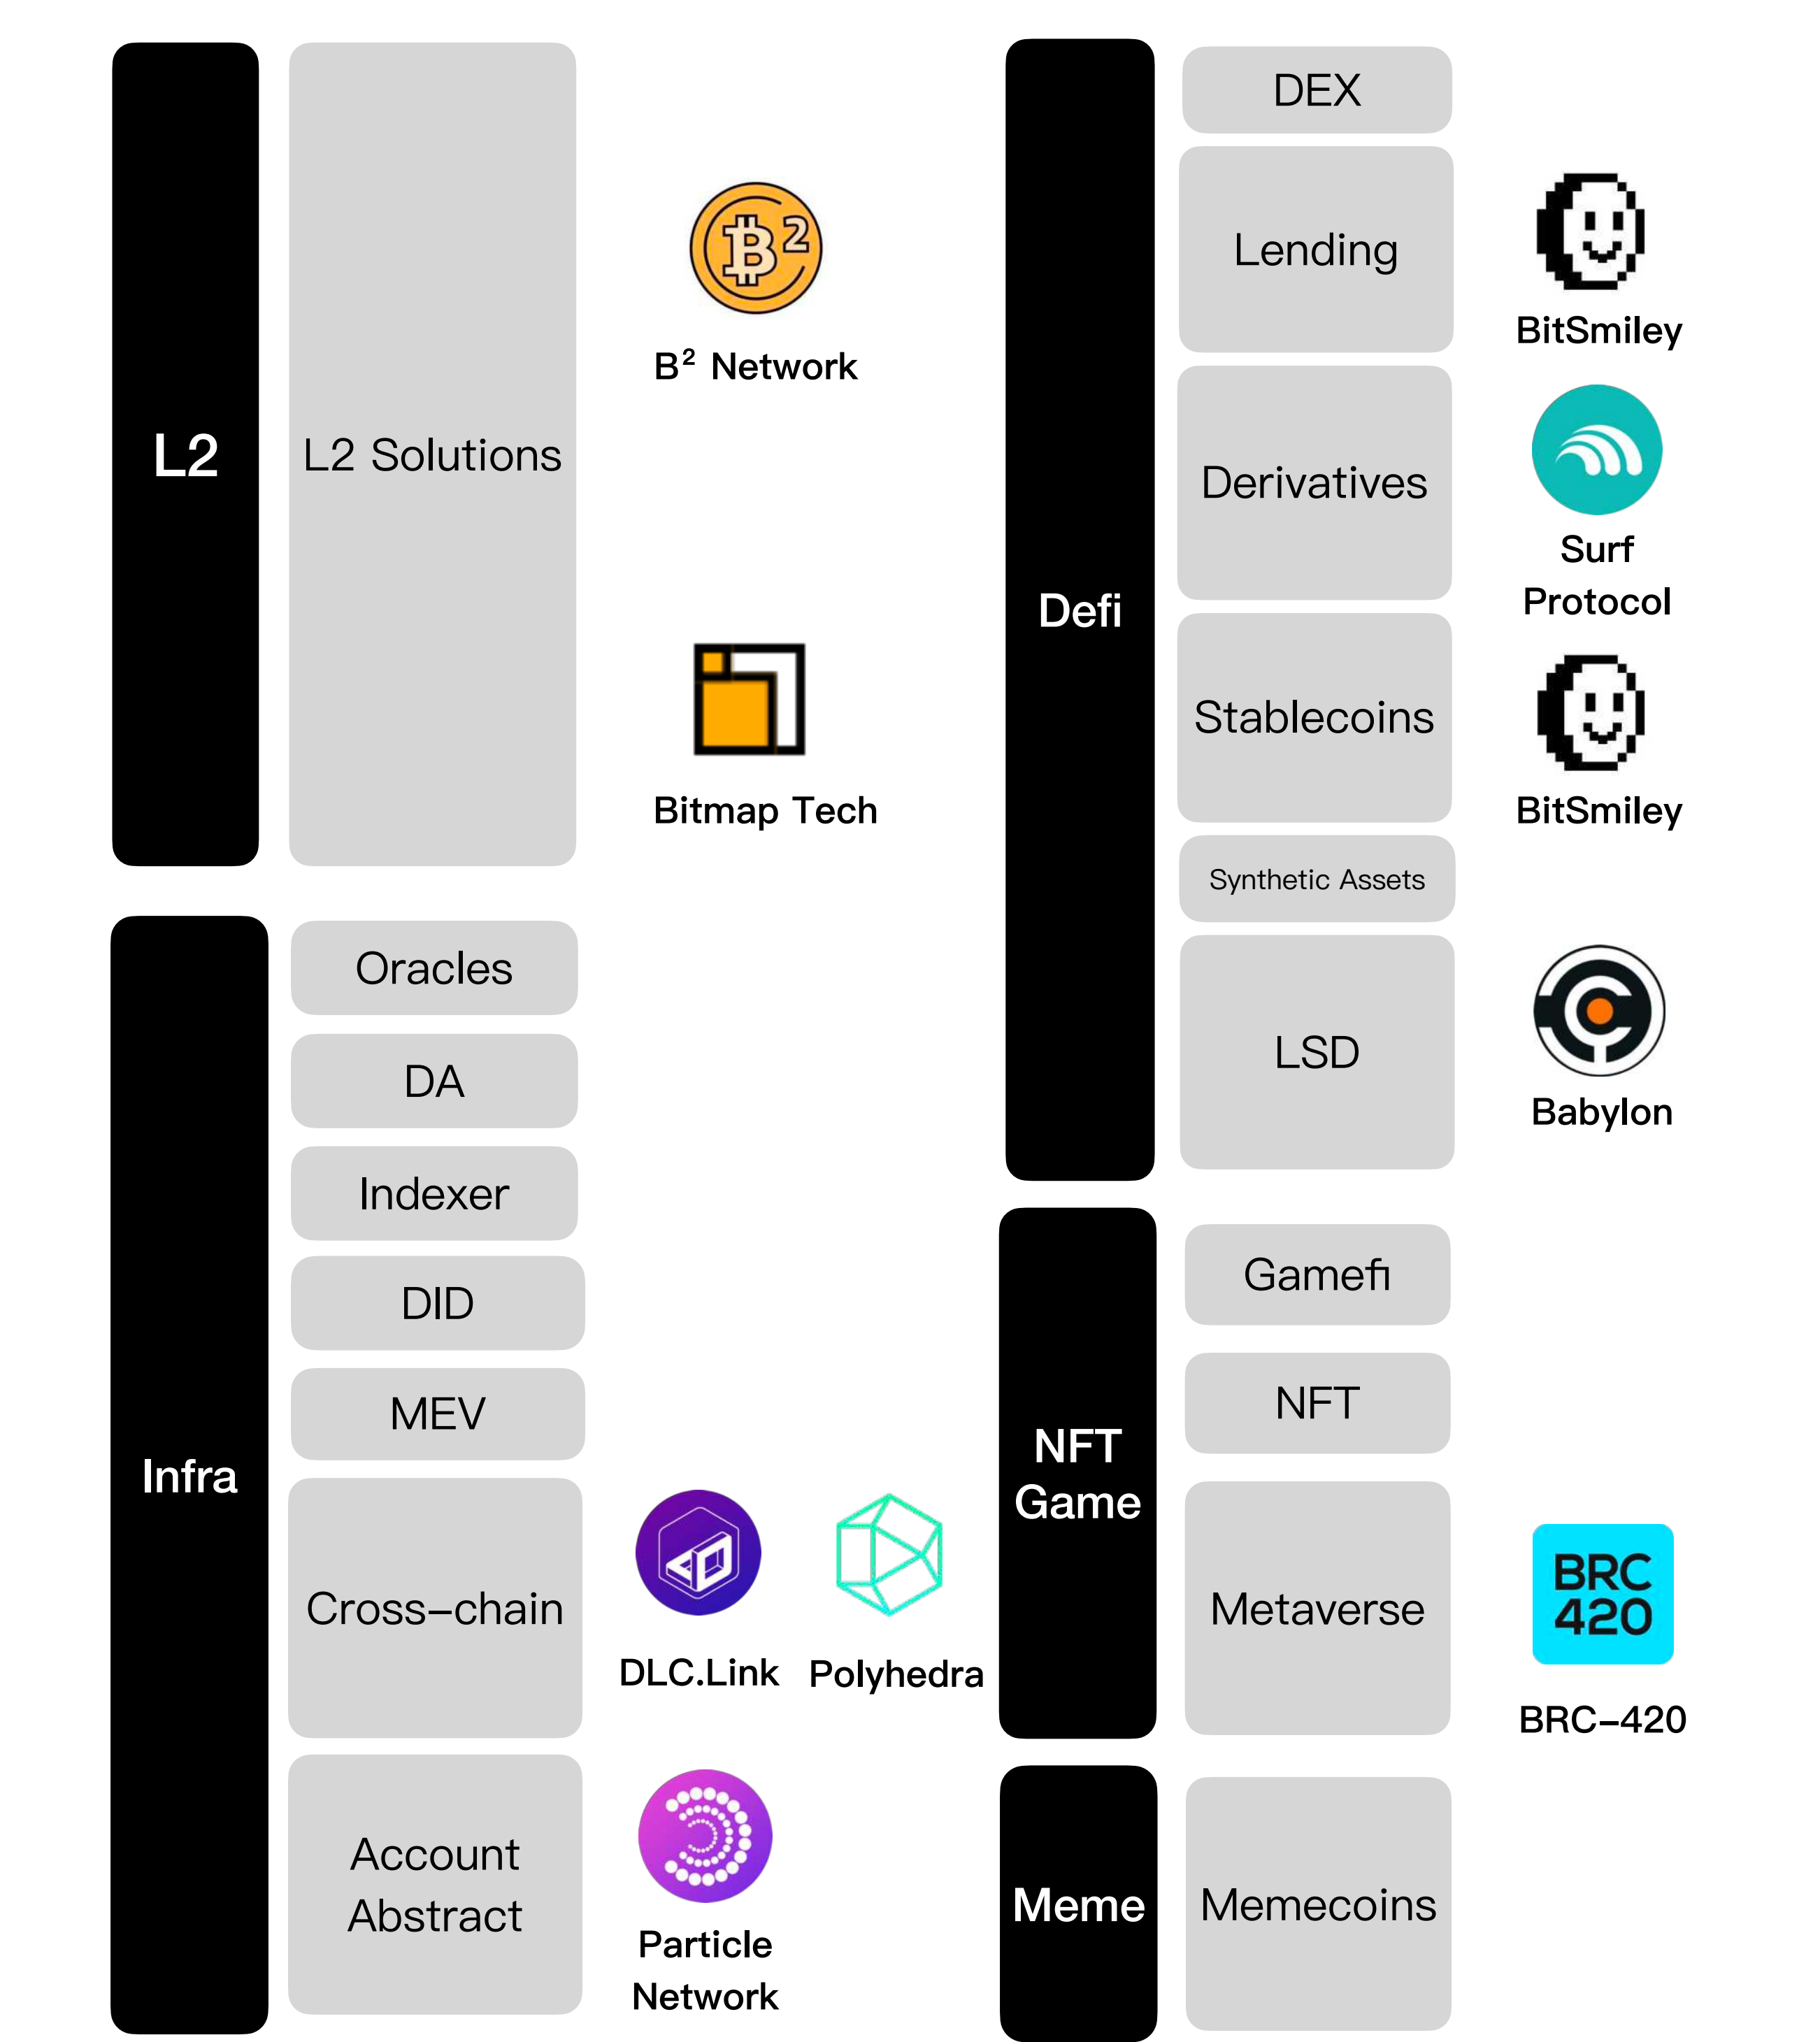 L2
L2 Solutions
B² Network
Bitmap Tech
Infra
Oracles
DA
Indexer
DID
MEV
Cross-chain
DLC.Link
Polyhedra
Account
Abstract
Particle
Network
Defi
DEX
Lending
BitSmiley
Derivatives
Surf
Protocol
Stablecoins
BitSmiley
Synthetic Assets
LSD
Babylon
NFT
Game
Gamefi
NFT
Metaverse
BRC
420
BRC-420
Meme
Memecoins